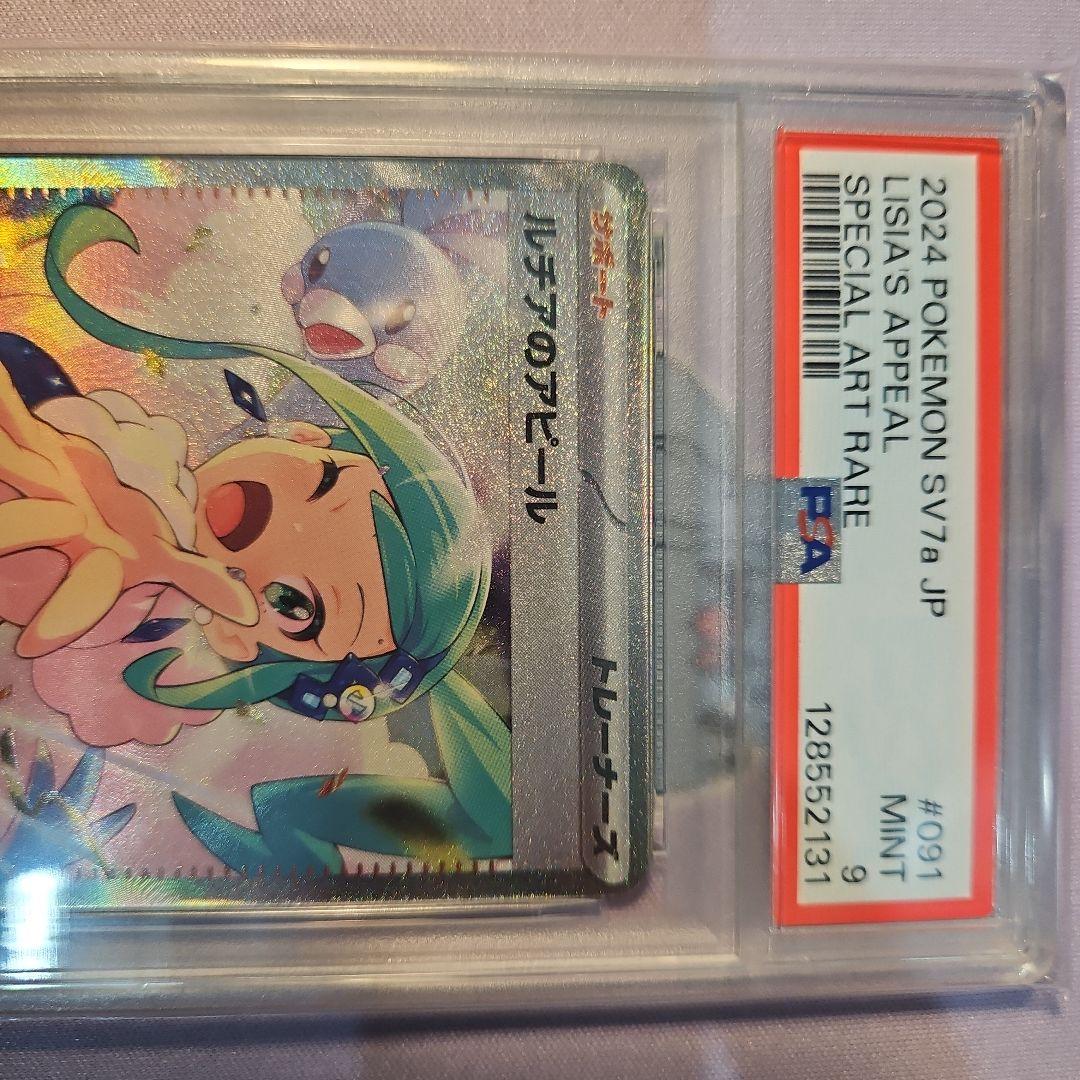 2024 POKEMON SV7a JP
#091
LISIA'S APPEAL
MINT
SPECIAL ART RARE
9
PSA
128552131
サポート
トレーナーズ
ルチアのアピール